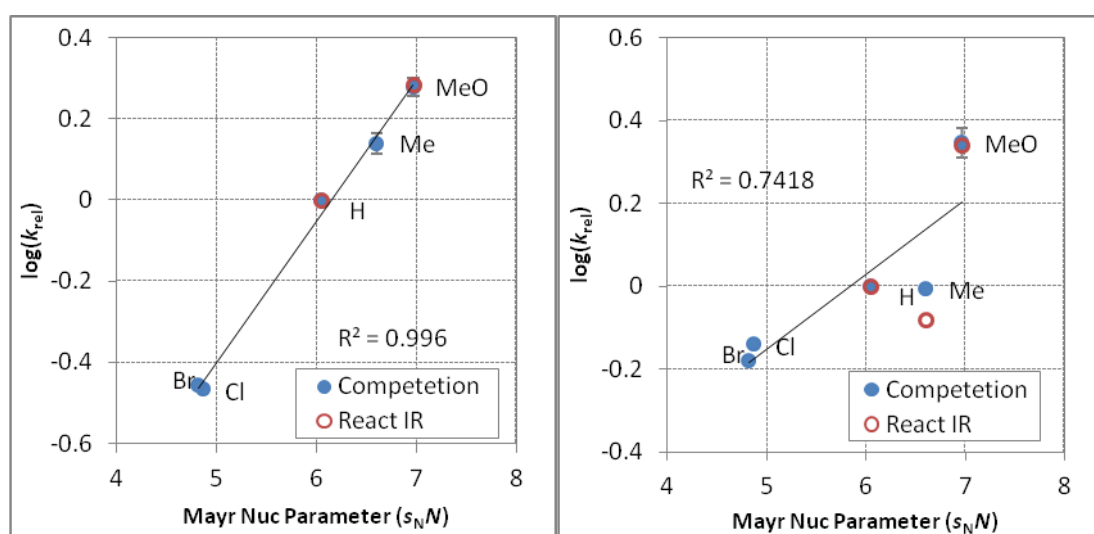 0.4
0.2
0
-0.2
-0.4
-0.6
log(krel)
MeO
Me
H
Br
Cl
R² = 0.996
Competetion
React IR
4 5 6 7 8
Mayr Nuc Parameter (sNN)
0.6
0.4
0.2
0
-0.2
-0.4
log(krel)
MeO
R² = 0.7418
H
Me
Br
Cl
Competetion
React IR
4 5 6 7 8
Mayr Nuc Parameter (sNN)